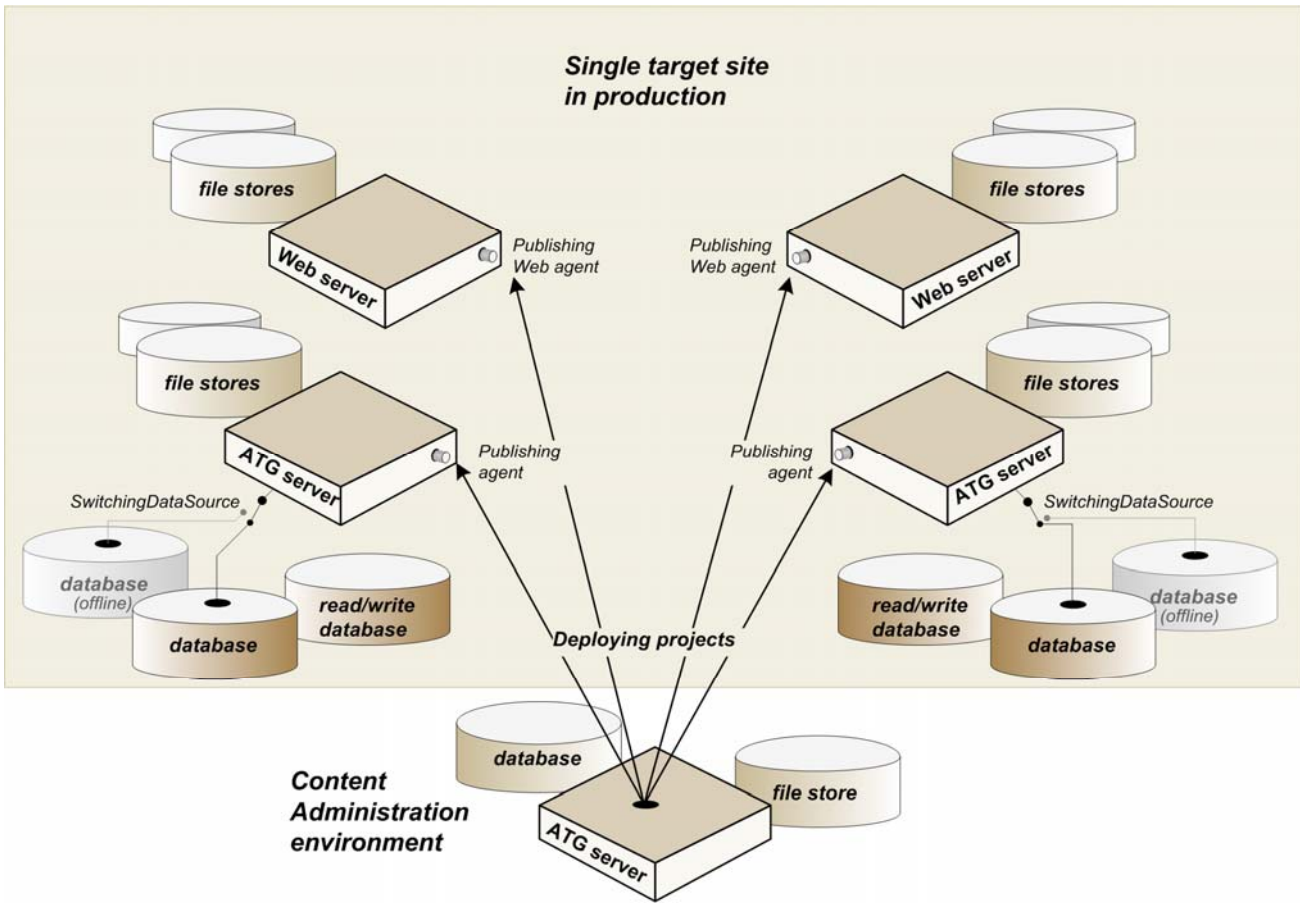 Single target site
in production
file stores
file stores
Web server
Publishing
Web agent
Publishing
Web agent
Web server
file stores
file stores
ATG server
Publishing
agent
Publishing
agent
ATG server
SwitchingDataSource
SwitchingDataSource
database
(offline)
database
read/write
database
Deploying projects
read/write
database
database
database
(offline)
Content
Administration
environment
database
ATG server
file store